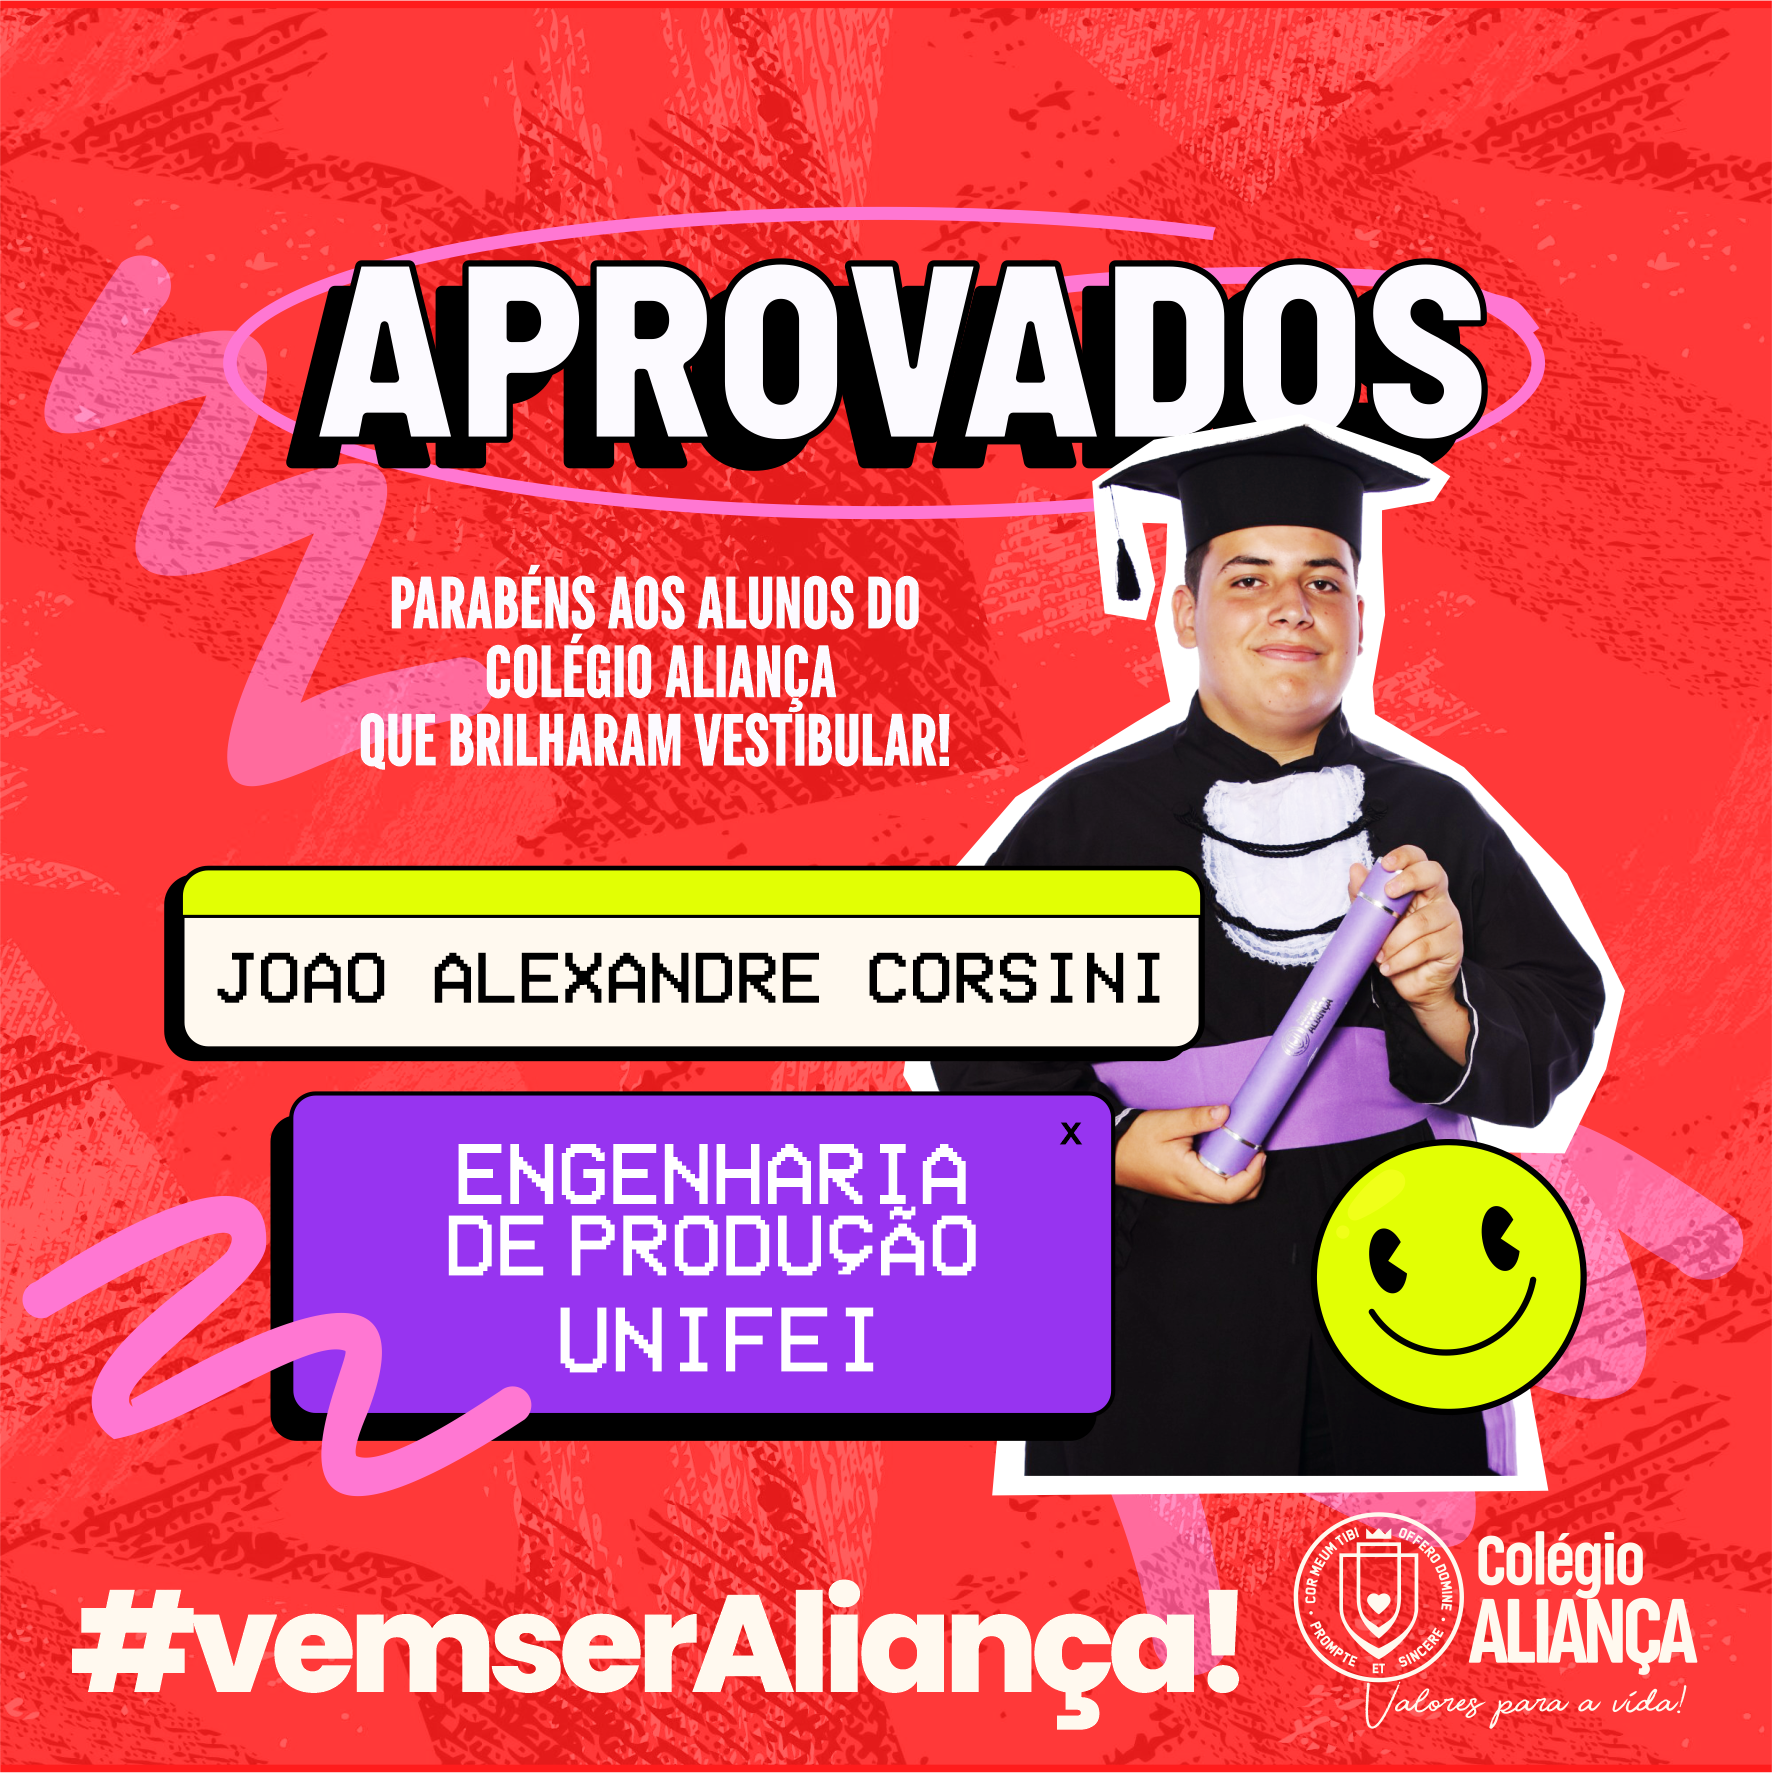 APROVADOS
PARABÉNS AOS ALUNOS DO
COLÉGIO ALIANÇA
QUE BRILHARAM VESTIBULAR!
JOAO ALEXANDRE CORSINI
ALIANÇA
X
ENGENHARIA
DE PRODUÇÃO
UNIFEI
#vemserAliança!
COR MEUM TIBI OFFERO DOMINE
PROMPTE ET SINCERE
Colégio
ALIANÇA
Valores para a vida!